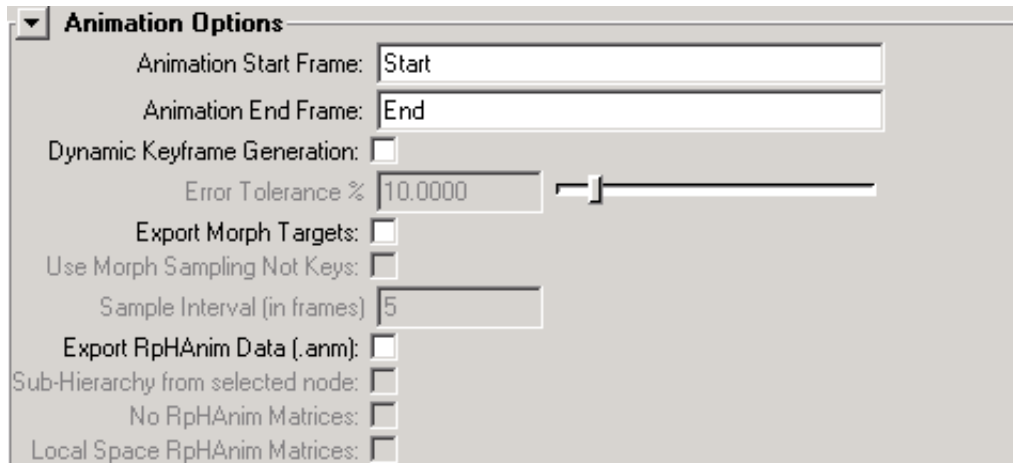 Animation Options
Animation Start Frame: Start
Animation End Frame: End
Dynamic Keyframe Generation:
Error Tolerance % 10.0000
Export Morph Targets:
Use Morph Sampling Not Keys:
Sample Interval (in frames) 5
Export RpHAnim Data (.anm):
Sub-Hierarchy from selected node:
No RpHAnim Matrices:
Local Space RpHAnim Matrices: